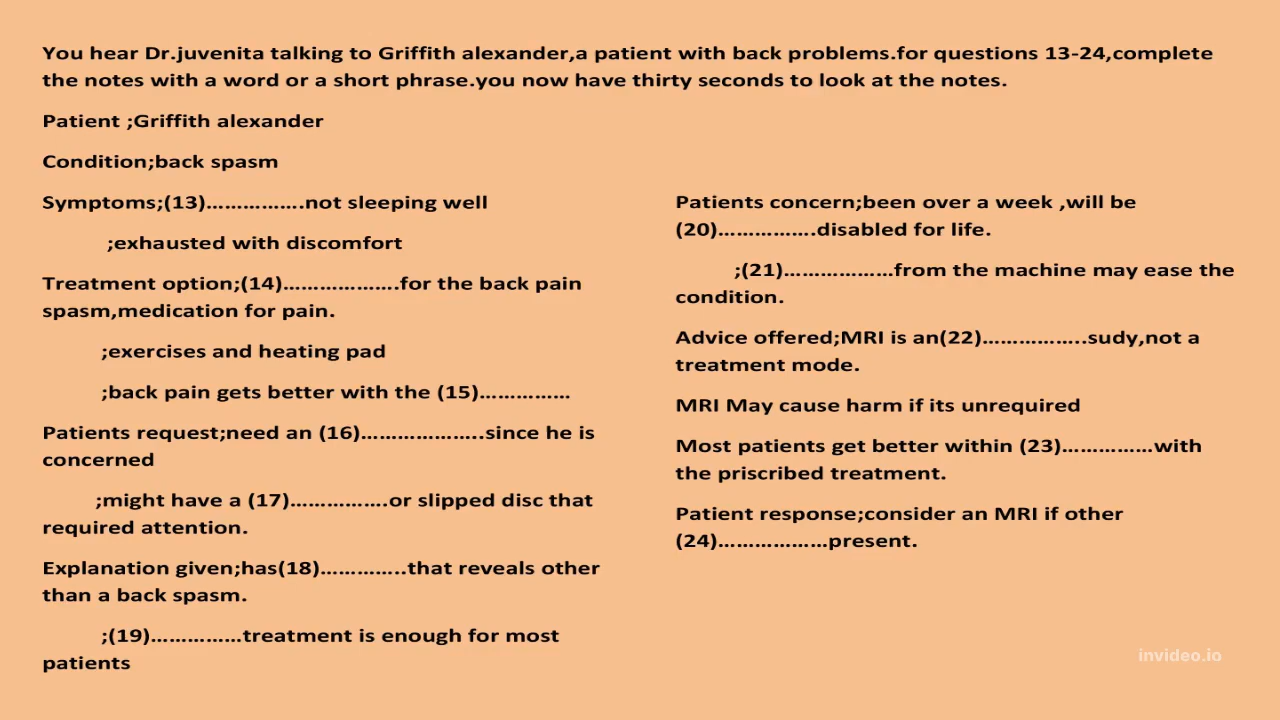 You hear Dr.juvenita talking to Griffith alexander,a patient with back problems.for questions 13-24,complete
the notes with a word or a short phrase.you now have thirty seconds to look at the notes.
Patient ;Griffith alexander
Condition;back spasm
Symptoms;(13)…………….not sleeping well
;exhausted with discomfort
Treatment option;(14)……………….for the back pain
spasm,medication for pain.
;exercises and heating pad
;back pain gets better with the (15)……………
Patients request;need an (16)………………..since he is
concerned
;might have a (17)…………….or slipped disc that
required attention.
Explanation given;has(18)…………..that reveals other
than a back spasm.
;(19)……………treatment is enough for most
patients
Patients concern;been over a week ,will be
(20)…………….disabled for life.
;(21)………………from the machine may ease the
condition.
Advice offered;MRI is an(22)……………..sudy,not a
treatment mode.
MRI May cause harm if its unrequired
Most patients get better within (23)……………with
the priscribed treatment.
Patient response;consider an MRI if other
(24)………………present.
invideo.io